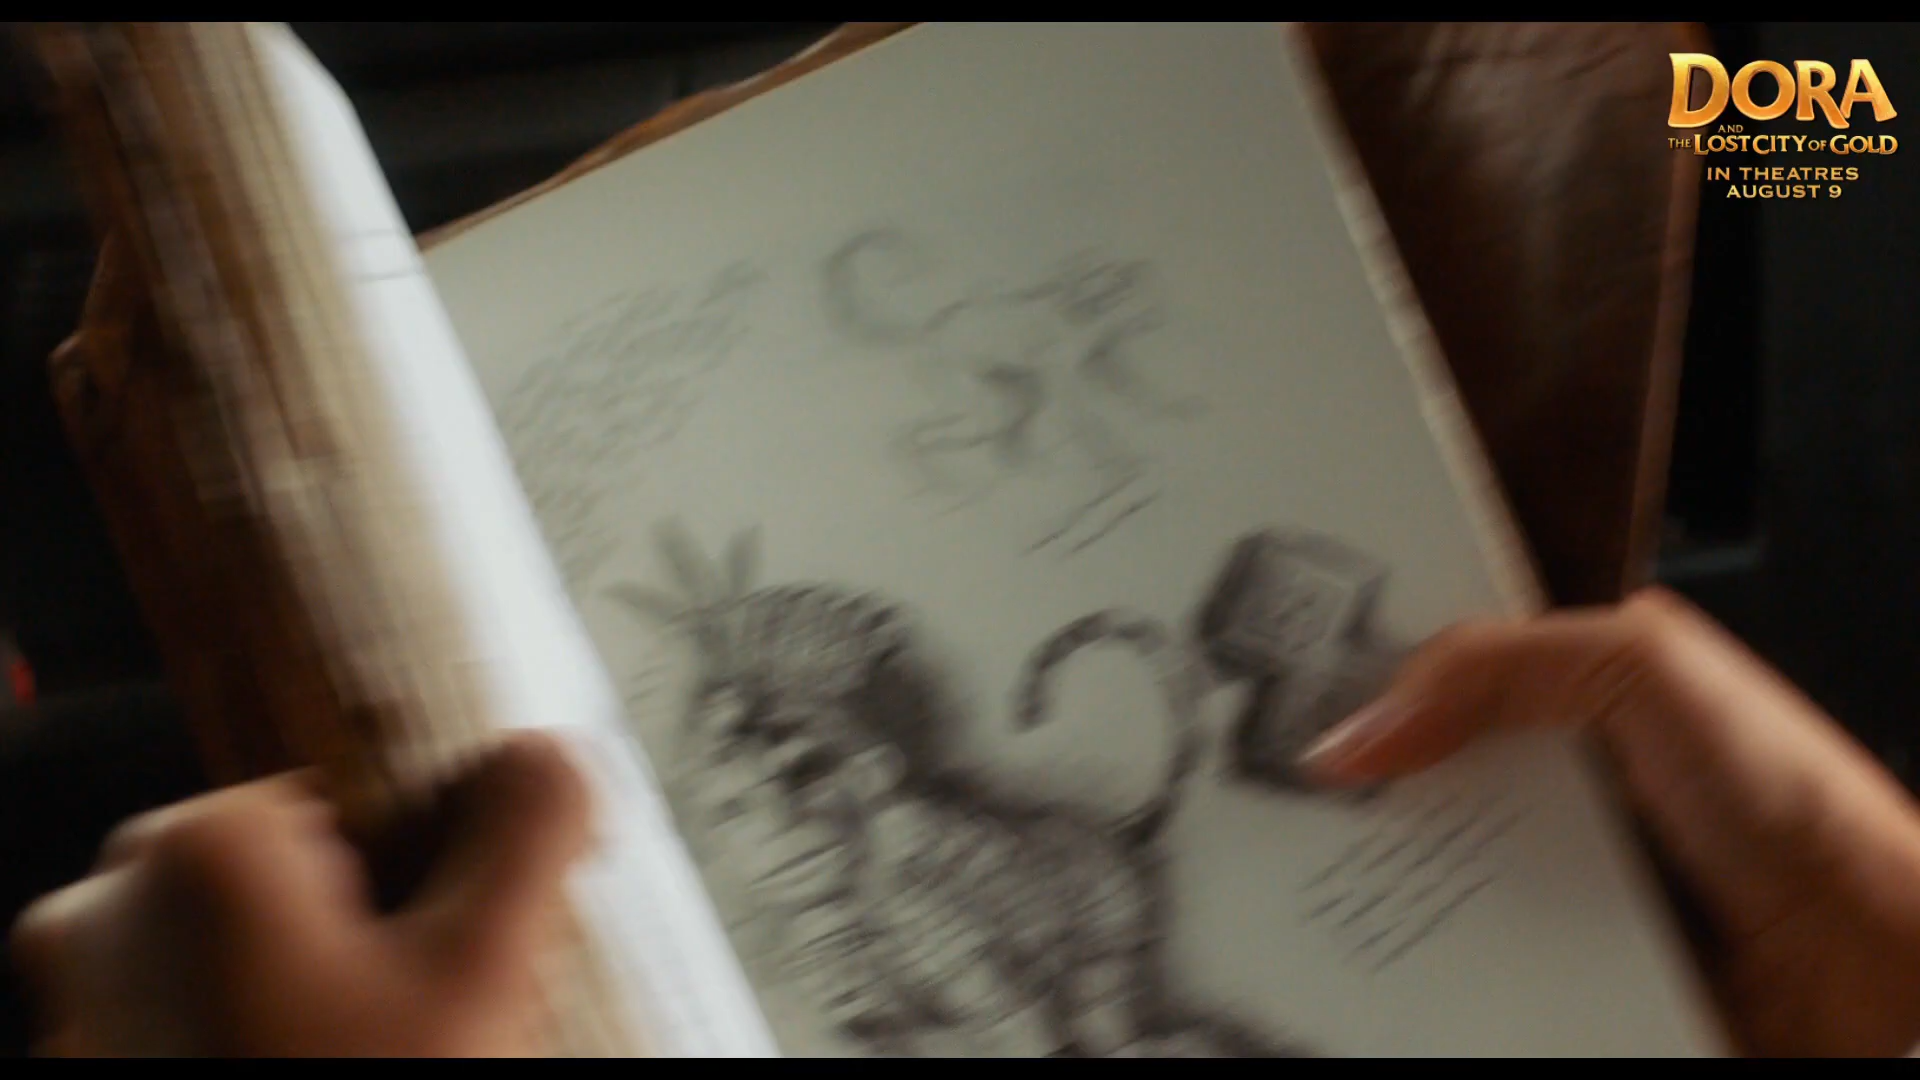 DORA
AND
THE LOST CITY OF GOLD
IN THEATRES
AUGUST 9